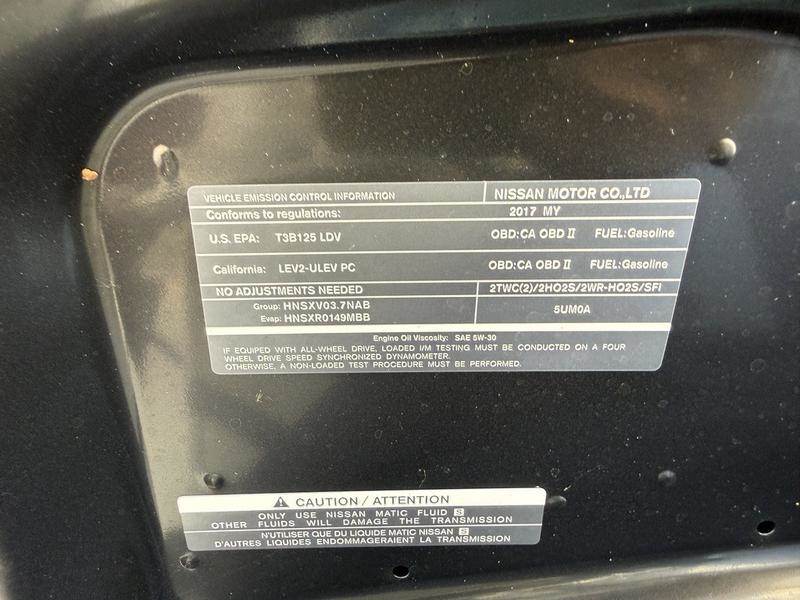 VEHICLE EMISSION CONTROL INFORMATION NISSAN MOTOR CO.,LTD
Conforms to regulations: 2017 MY
U.S. EPA: T3B125 LDV OBD:CA OBD II FUEL:Gasoline
California: LEV2-ULEV PC OBD:CA OBD II FUEL:Gasoline
NO ADJUSTMENTS NEEDED 2TWC(2)/2HO2S/2WR-HO2S/SFI
Group: HNSXV03.7NAB
Evap: HNSXR0149MBB
5UM0A
Engine Oil Viscosity: SAE 5W-30
IF EQUIPPED WITH ALL-WHEEL DRIVE, LOADED I/M TESTING MUST BE CONDUCTED ON A FOUR
WHEEL DRIVE SPEED SYNCHRONIZED DYNAMOMETER.
OTHERWISE, A NON-LOADED TEST PROCEDURE MUST BE PERFORMED.
CAUTION / ATTENTION
ONLY USE NISSAN MATIC FLUID S
OTHER FLUIDS WILL DAMAGE THE TRANSMISSION
N'UTILISER QUE DU LIQUIDE MATIC NISSAN S
D'AUTRES LIQUIDES ENDOMMAGERAIENT LA TRANSMISSION